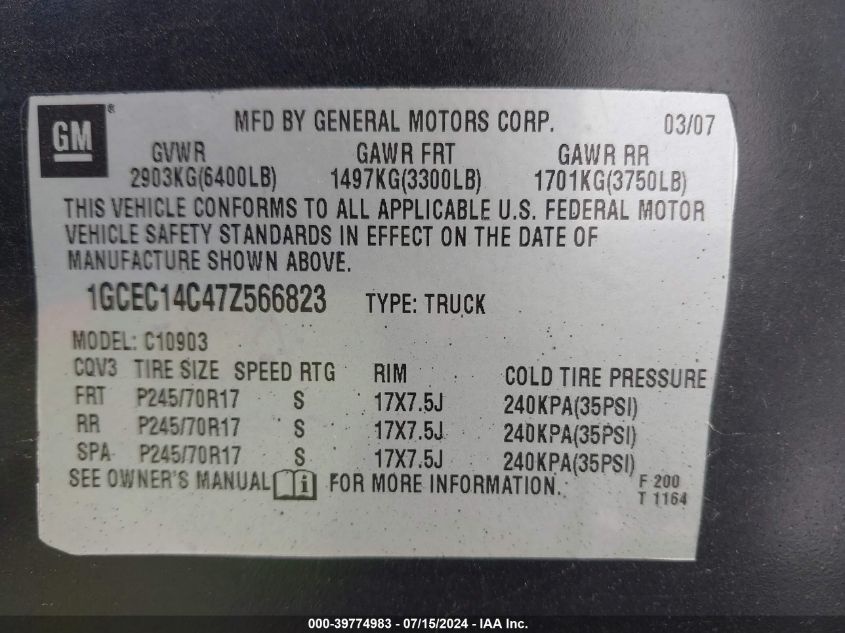 GM ®
MFD BY GENERAL MOTORS CORP. 03/07
GVWR GAWR FRT GAWR RR
2903KG(6400LB) 1497KG(3300LB) 1701KG(3750LB)
THIS VEHICLE CONFORMS TO ALL APPLICABLE U.S. FEDERAL MOTOR
VEHICLE SAFETY STANDARDS IN EFFECT ON THE DATE OF
MANUFACTURE SHOWN ABOVE.
1GCEC14C47Z566823 TYPE: TRUCK
MODEL: C10903
CQV3 TIRE SIZE SPEED RTG RIM COLD TIRE PRESSURE
FRT P245/70R17 S 17X7.5J 240KPA(35PSI)
RR P245/70R17 S 17X7.5J 240KPA(35PSI)
SPA P245/70R17 S 17X7.5J 240KPA(35PSI)
SEE OWNER'S MANUAL i FOR MORE INFORMATION.
F 200
T 1164
000-39774983 - 07/15/2024 - IAA Inc.